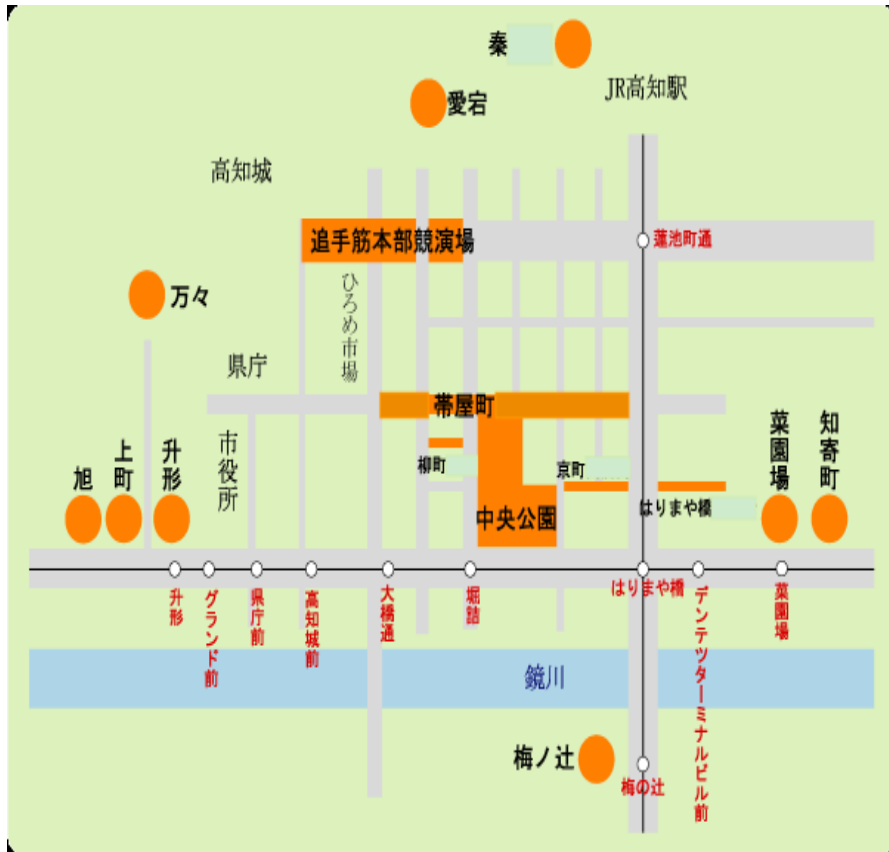 秦
JR高知駅
愛宕
高知城
追手筋本部競演場
蓮池町通
万々
ひろめ市場
県庁
帯屋町
旭
上町
升形
市役所
柳町
京町
菜園場
知寄町
はりまや橋
中央公園
升形
グランド前
県庁前
高知城前
大橋通
堀詰
はりまや橋
デンテツターミナルビル前
菜園場
鏡川
梅ノ辻
梅の辻